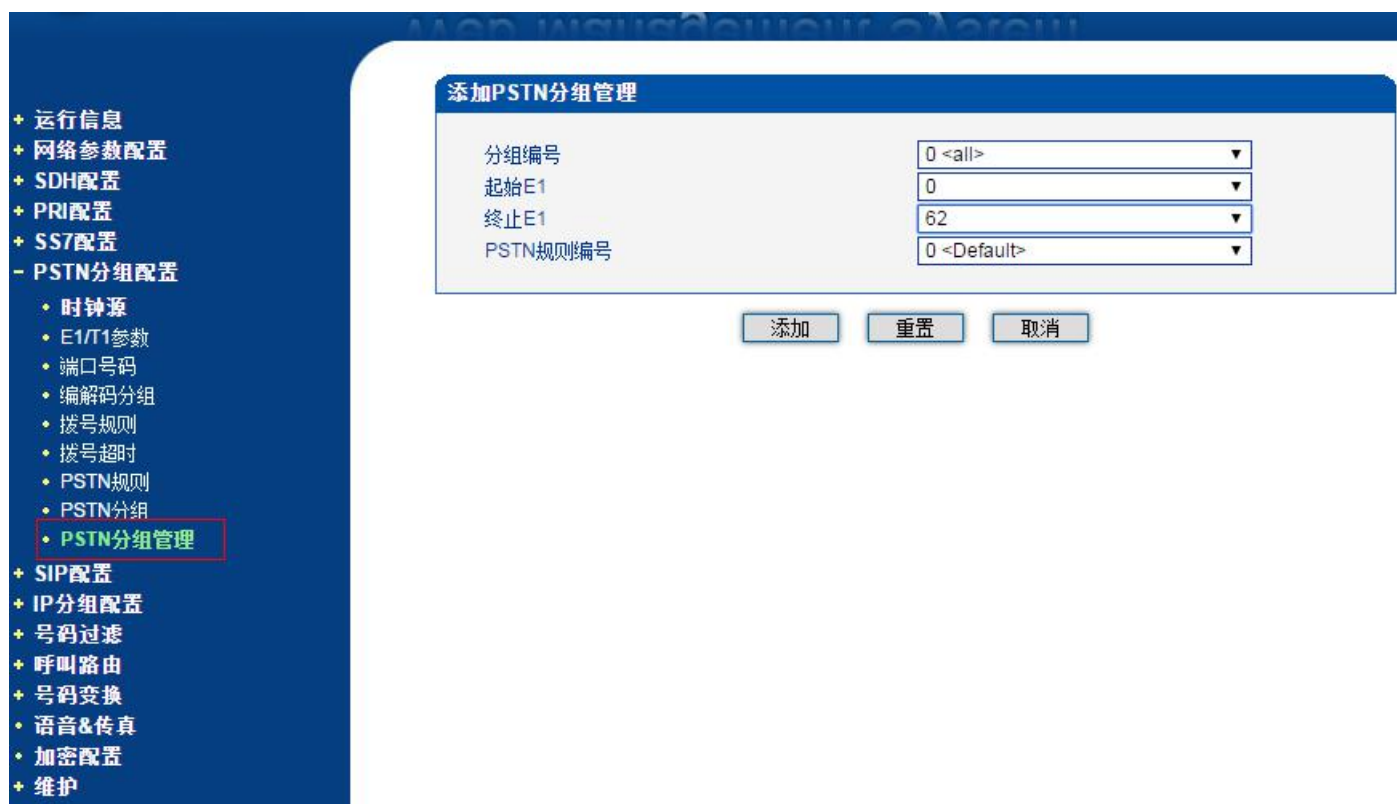 Web Management System
+ 运行信息
+ 网络参数配置
+ SDH配置
+ PRI配置
+ SS7配置
- PSTN分组配置
• 时钟源
• E1/T1参数
• 端口号码
• 编解码分组
• 拨号规则
• 拨号超时
• PSTN规则
• PSTN分组
• PSTN分组管理
+ SIP配置
+ IP分组配置
+ 号码过滤
+ 呼叫路由
+ 号码变换
• 语音&传真
• 加密配置
+ 维护
添加PSTN分组管理
分组编号 0 <all>
起始E1 0
终止E1 62
PSTN规则编号 0 <Default>
添加 重置 取消